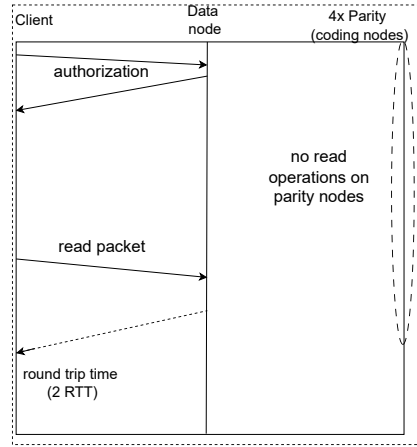 Client
Data
node
4x Parity
(coding nodes)
authorization
no read
operations on
parity nodes
read packet
round trip time
(2 RTT)